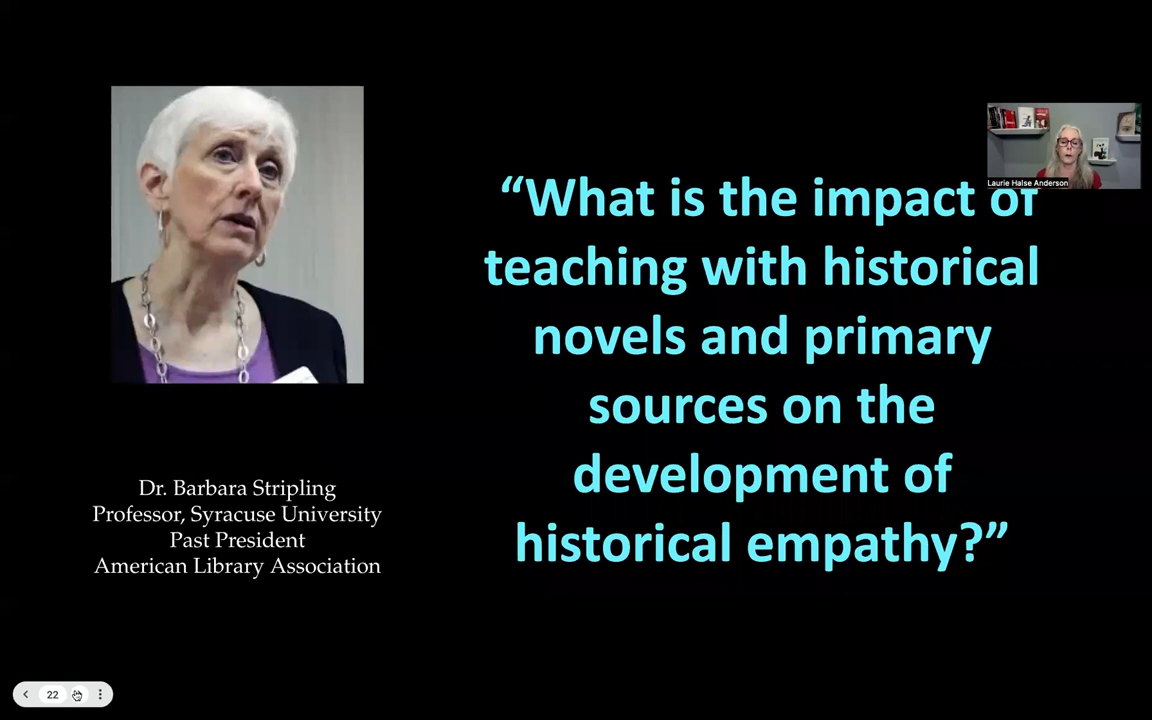 “What is the impact of
teaching with historical
novels and primary
sources on the
development of
historical empathy?”
Laurie Halse Anderson
Dr. Barbara Stripling
Professor, Syracuse University
Past President
American Library Association
22